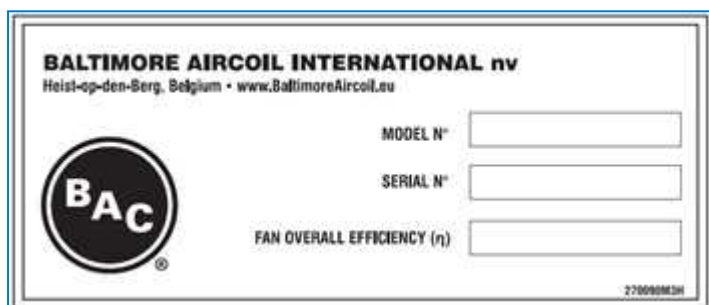 BALTIMORE AIRCOIL INTERNATIONAL nv
Heist-op-den-Berg, Belgium • www.BaltimoreAircoil.eu
MODEL N°
SERIAL N°
BAC
®
FAN OVERALL EFFICIENCY (η)